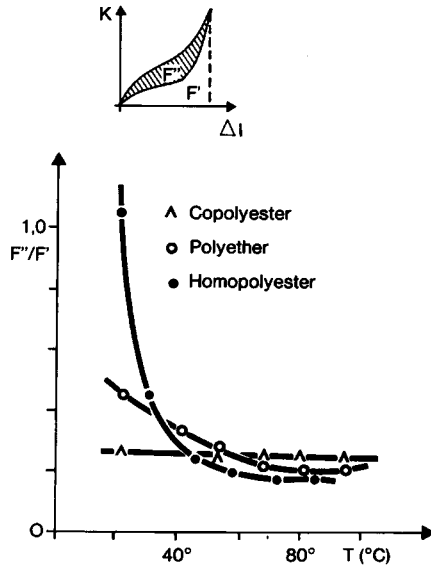 K
F"
F'
Δl
1,0
F"/F'
∧ Copolyester
o Polyether
• Homopolyester
O
40° 80° T (°C)